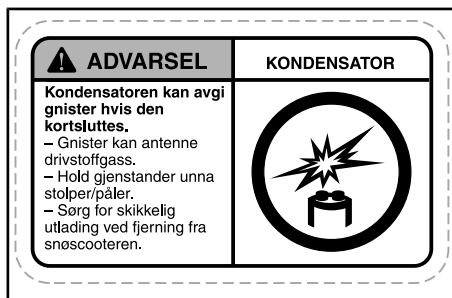 ADVARSEL
Kondensatoren kan avgi
gnister hvis den
kortsluttes.
– Gnister kan antenne
drivstoffgass.
– Hold gjenstander unna
stolper/påler.
– Sørg for skikkelig
utlading ved fjerning fra
snøscooteren.
KONDENSATOR